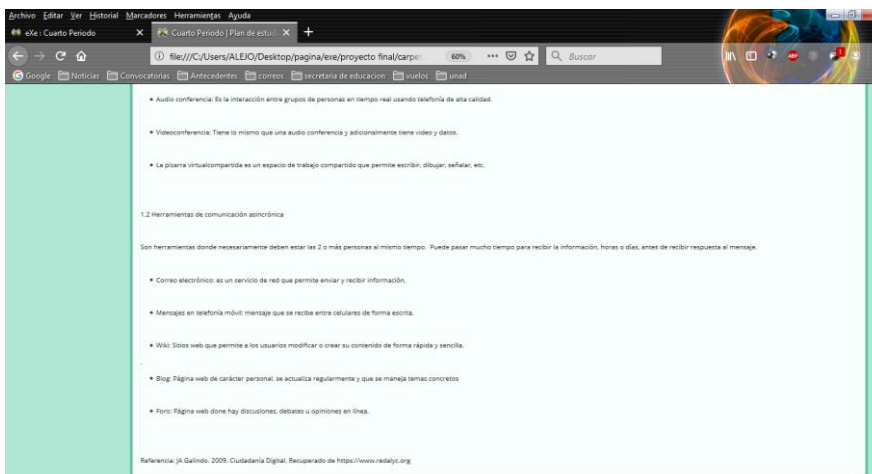 Archivo Editar Ver Historial Marcadores Herramientas Ayuda
eXe: Cuarto Periodo
Cuarto Periodo | Plan de estudi
file:///C:/Users/ALEJO/Desktop/pagina/exe/proyecto final/carpet
60%
Buscar
Google Noticias Convocatorias Antecedentes correos secretaria de educacion vuelos unad
• Audio conferencia: Es la interacción entre grupos de personas en tiempo real usando telefonía de alta calidad.
• Videoconferencia: Tiene lo mismo que una audio conferencia y adicionalmente tiene video y datos.
• La pizarra virtualcompartida es un espacio de trabajo compartido que permite escribir, dibujar, señalar, etc.
1.2 Herramientas de comunicación asincrónica
Son herramientas donde necesariamente deben estar las 2 o más personas al mismo tiempo. Puede pasar mucho tiempo para recibir la información, horas o días, antes de recibir respuesta al mensaje.
• Correo electrónico: es un servicio de red que permite enviar y recibir información.
• Mensajes en telefonía móvil: mensaje que se recibe entre celulares de forma escrita.
• Wiki: Sitios web que permite a los usuarios modificar o crear su contenido de forma rápida y sencilla.
.
• Blog: Página web de carácter personal, se actualiza regularmente y que se maneja temas concretos
• Foro: Página web done hay discusiones, debates u opiniones en línea.
Referencia: JA Galindo. 2009. Ciudadanía Digital. Recuperado de https://www.redalyc.org